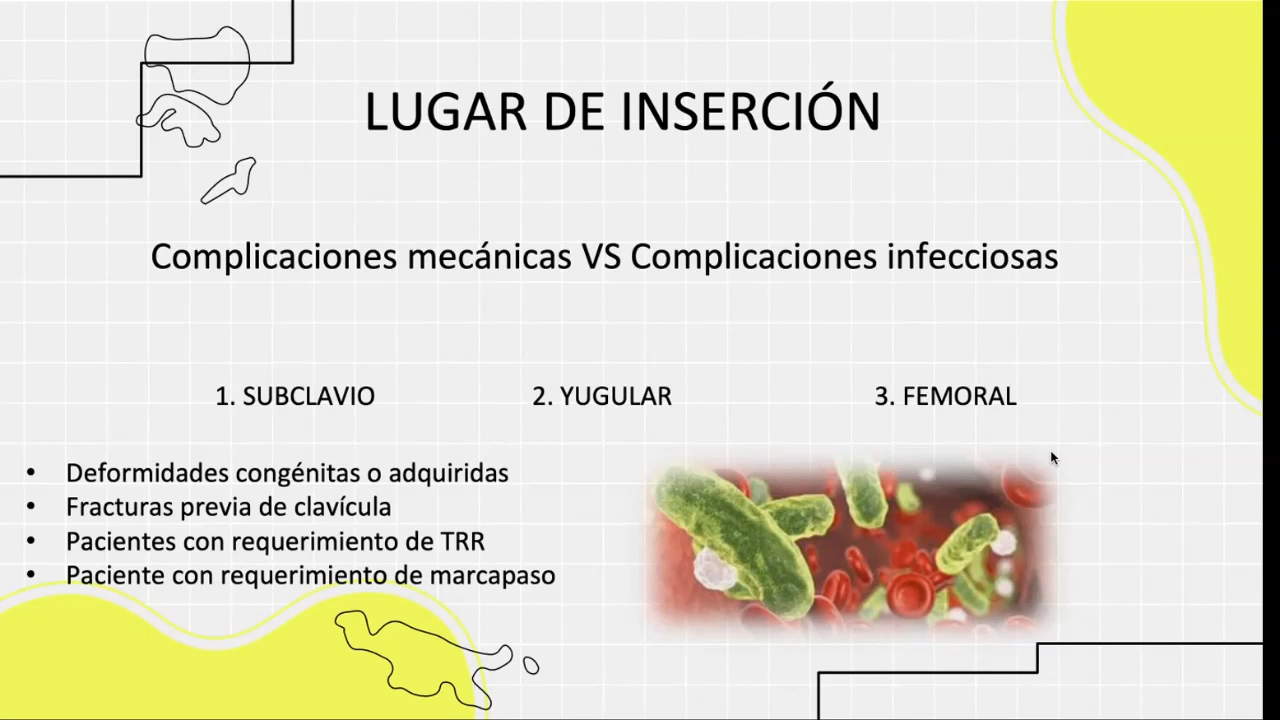 LUGAR DE INSERCIÓN
Complicaciones mecánicas VS Complicaciones infecciosas
1. SUBCLAVIO 2. YUGULAR 3. FEMORAL
• Deformidades congénitas o adquiridas
• Fracturas previa de clavícula
• Pacientes con requerimiento de TRR
• Paciente con requerimiento de marcapaso